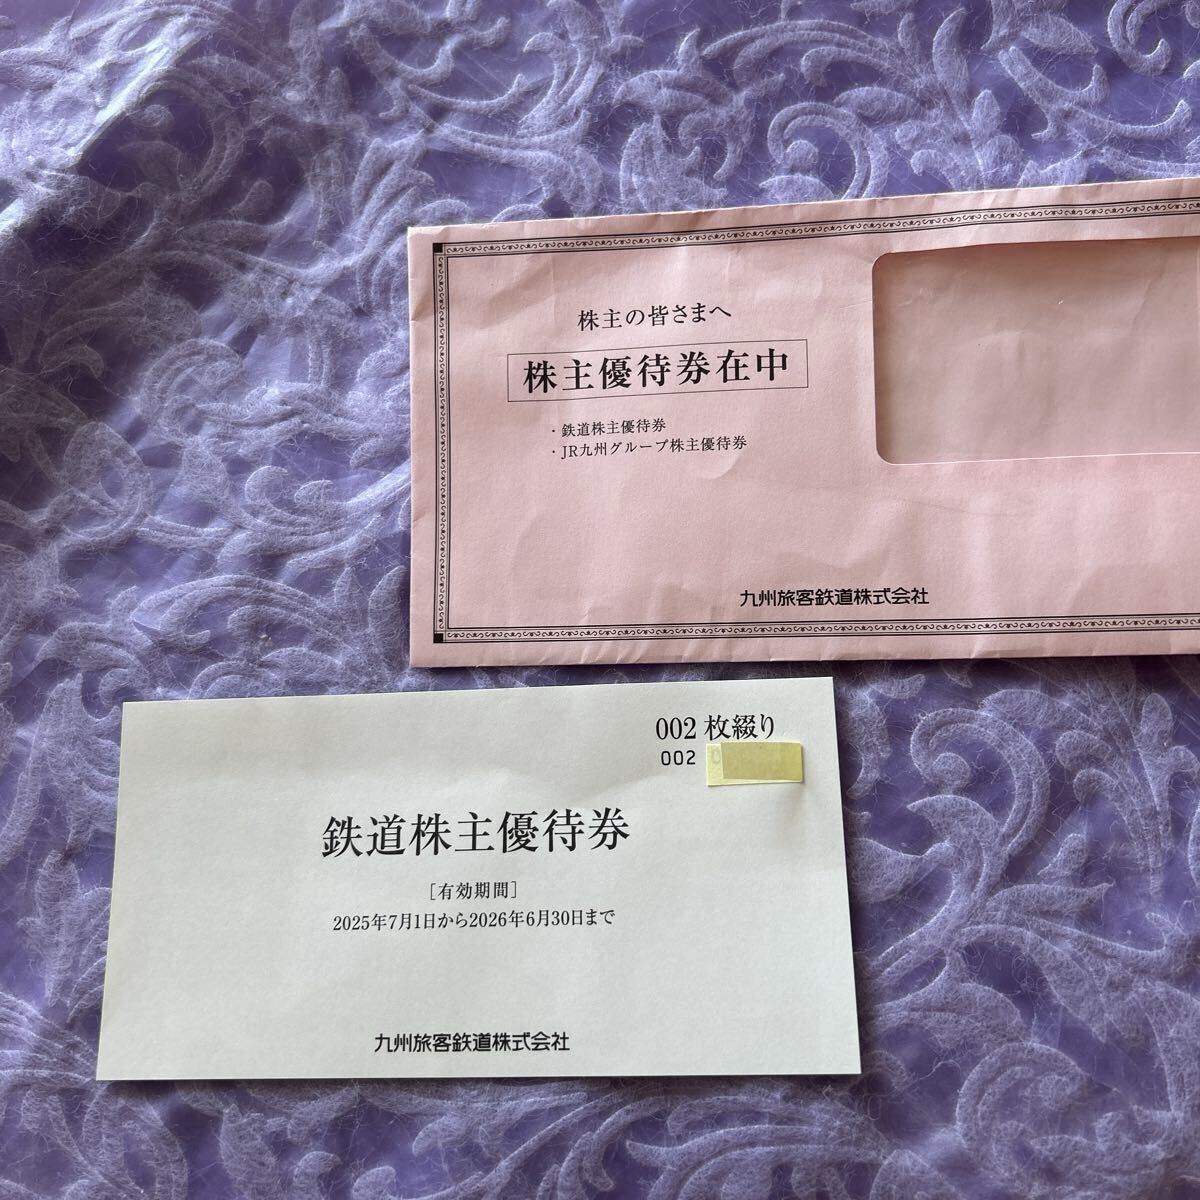 株主の皆さまへ
株主優待券在中
・鉄道株主優待券
・JR九州グループ株主優待券
九州旅客鉄道株式会社
002 枚綴り
002 0
鉄道株主優待券
［有効期間］
2025年7月1日から2026年6月30日まで
九州旅客鉄道株式会社